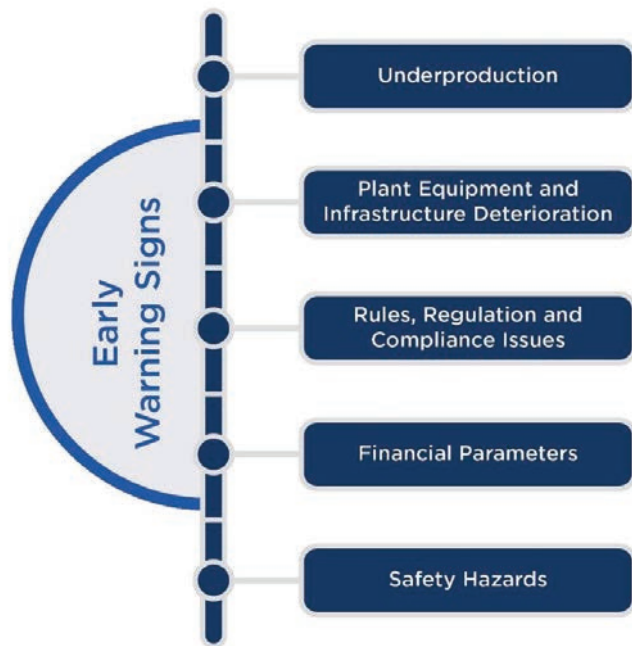 Early
Warning Signs
Underproduction
Plant Equipment and
Infrastructure Deterioration
Rules, Regulation and
Compliance Issues
Financial Parameters
Safety Hazards